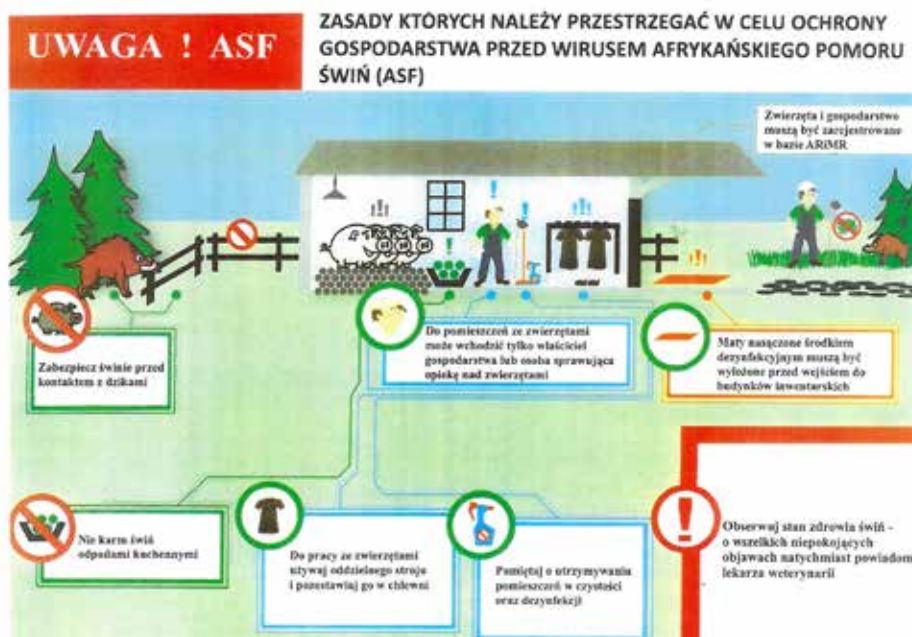 UWAGA ! ASF
ZASADY KTÓRYCH NALEŻY PRZESTRZEGAĆ W CELU OCHRONY
GOSPODARSTWA PRZED WIRUSEM AFRYKAŃSKIEGO POMORU
ŚWIŃ (ASF)
Zwierzęta i gospodarstwo
muszą być zarejestrowane
w bazie ARiMR
Zabezpiecz świnie przed
kontaktem z dzikami
Do pomieszczeń ze zwierzętami
może wchodzić tylko właściciel
gospodarstwa lub osoba sprawująca
opiekę nad zwierzętami
Maty nasączone środkiem
dezynfekcyjnym muszą być
wyłożone przed wejściem do
budynków inwentarskich
Nie karm świń
odpadami kuchennymi
Do pracy ze zwierzętami
używaj oddzielnego stroju
i pozostawiaj go w chlewni
Pamiętaj o utrzymywaniu
pomieszczeń w czystości
oraz dezynfekcji
Obserwuj stan zdrowia świń -
o wszelkich niepokojących
objawach natychmiast powiadom
lekarza weterynarii